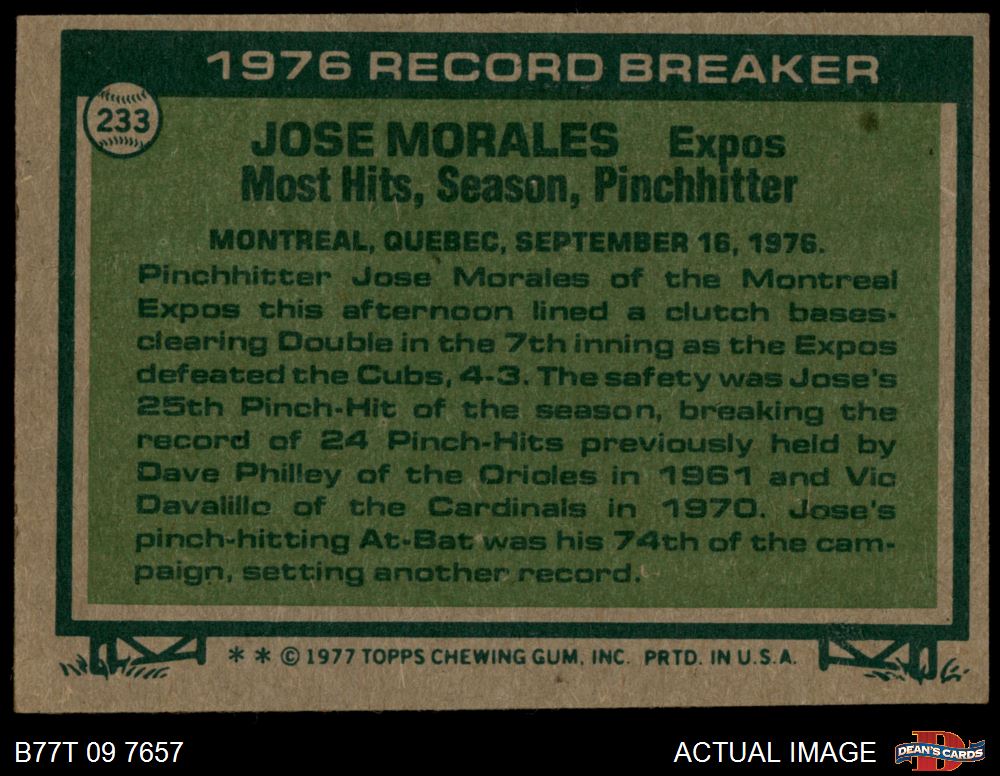 1976 RECORD BREAKER
233
JOSE MORALES Expos
Most Hits, Season, Pinchhitter
MONTREAL, QUEBEC, SEPTEMBER 16, 1976.
Pinchhitter Jose Morales of the Montreal
Expos this afternoon lined a clutch bases-
clearing Double in the 7th inning as the Expos
defeated the Cubs, 4-3. The safety was Jose's
25th Pinch-Hit of the season, breaking the
record of 24 Pinch-Hits previously held by
Dave Philley of the Orioles in 1961 and Vic
Davalillo of the Cardinals in 1970. Jose's
pinch-hitting At-Bat was his 74th of the cam-
paign, setting another record.
* * © 1977 TOPPS CHEWING GUM, INC. PRTD. IN U.S.A.
B77T 09 7657
ACTUAL IMAGE
D
DEAN'S CARDS